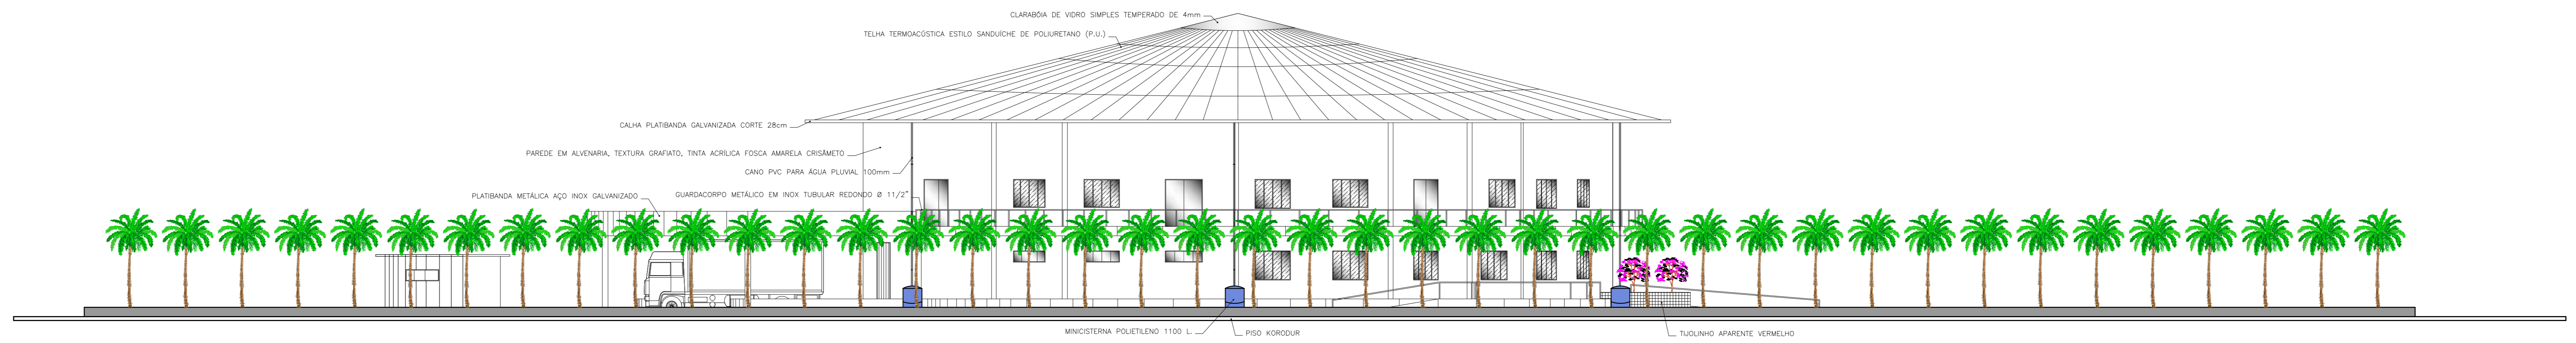 CLARABÓIA DE VIDRO SIMPLES TEMPERADO DE 4mm
TELHA TERMOACÚSTICA ESTILO SANDUÍCHE DE POLIURETANO (P.U.)
CALHA PLATIBANDA GALVANIZADA CORTE 28cm
PAREDE EM ALVENARIA, TEXTURA GRAFIATO, TINTA ACRÍLICA FOSCA AMARELA CRISÂMETO
CANO PVC PARA ÁGUA PLUVIAL 100mm
PLATIBANDA METÁLICA AÇO INOX GALVANIZADO
GUARDACORPO METÁLICO EM INOX TUBULAR REDONDO Ø 11/2"
MINICISTERNA POLIETILENO 1100 L.
PISO KORODUR
TIJOLINHO APARENTE VERMELHO